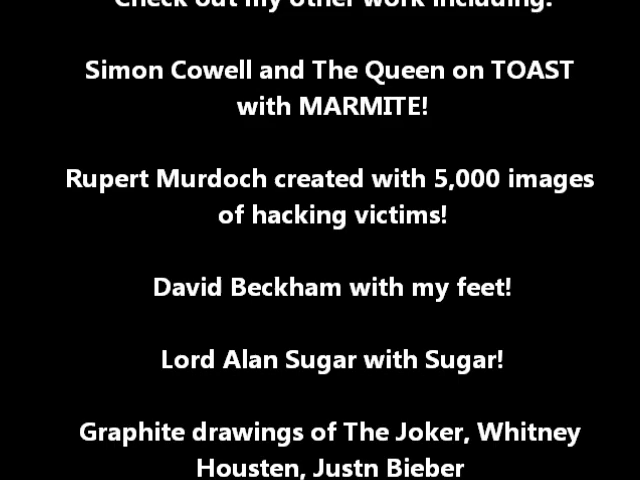 Check out my other work including:
Simon Cowell and The Queen on TOAST
with MARMITE!
Rupert Murdoch created with 5,000 images
of hacking victims!
David Beckham with my feet!
Lord Alan Sugar with Sugar!
Graphite drawings of The Joker, Whitney
Housten, Justn Bieber